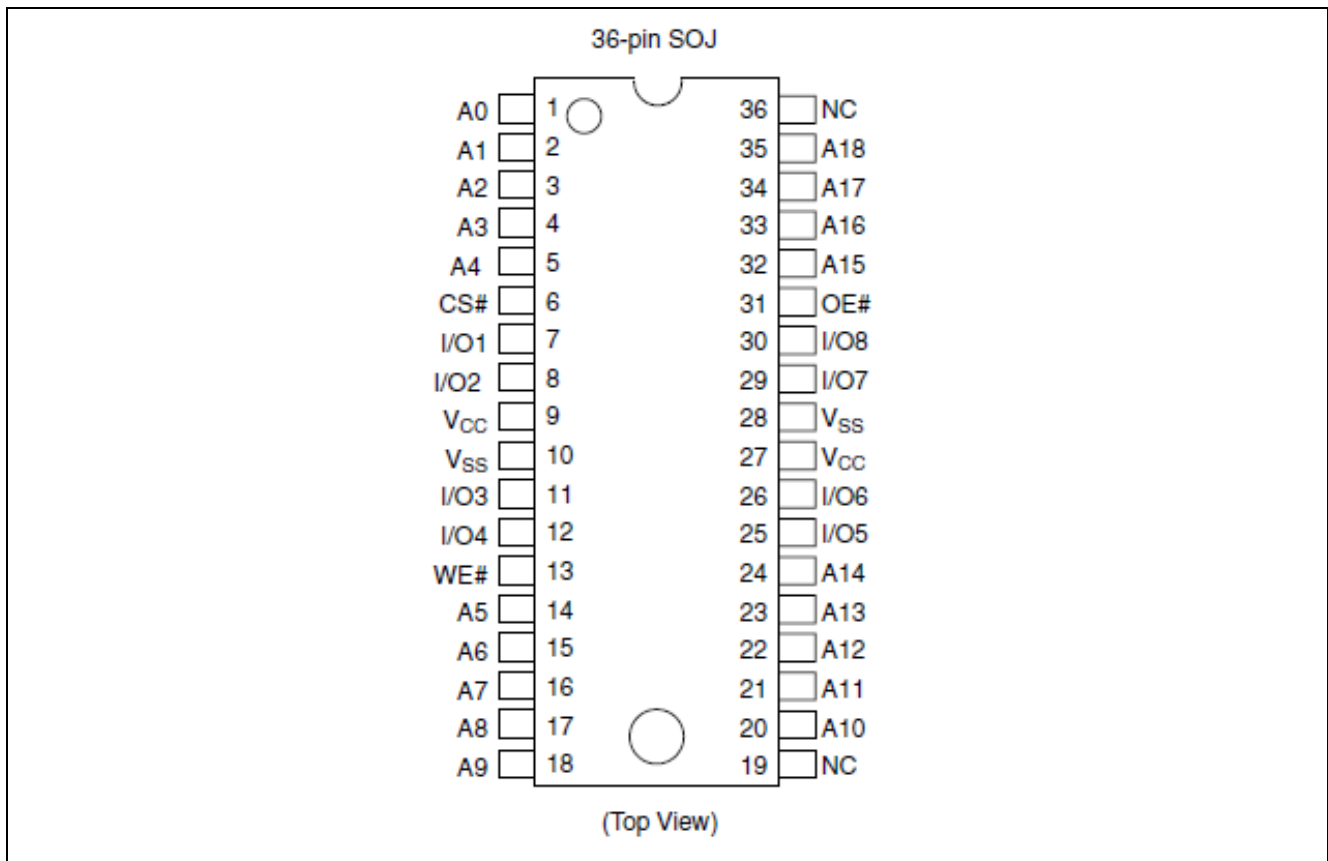 36-pin SOJ
A0 1 36 NC
A1 2 35 A18
A2 3 34 A17
A3 4 33 A16
A4 5 32 A15
CS# 6 31 OE#
I/O1 7 30 I/O8
I/O2 8 29 I/O7
VCC 9 28 VSS
VSS 10 27 VCC
I/O3 11 26 I/O6
I/O4 12 25 I/O5
WE# 13 24 A14
A5 14 23 A13
A6 15 22 A12
A7 16 21 A11
A8 17 20 A10
A9 18 19 NC
(Top View)